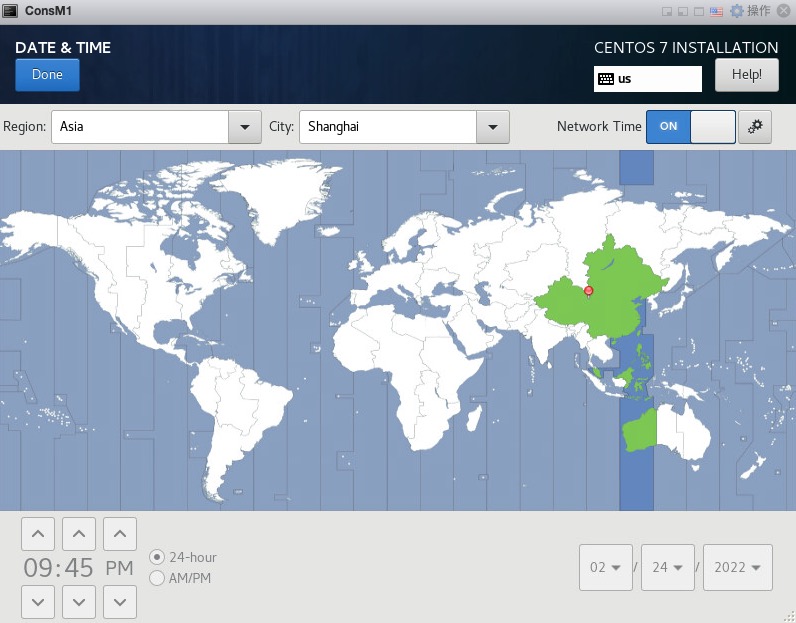 ConsM1
操作
DATE & TIME
CENTOS 7 INSTALLATION
Done
us
Help!
Region:
Asia
City:
Shanghai
Network Time
ON
09:45 PM
24-hour
AM/PM
02 / 24 / 2022